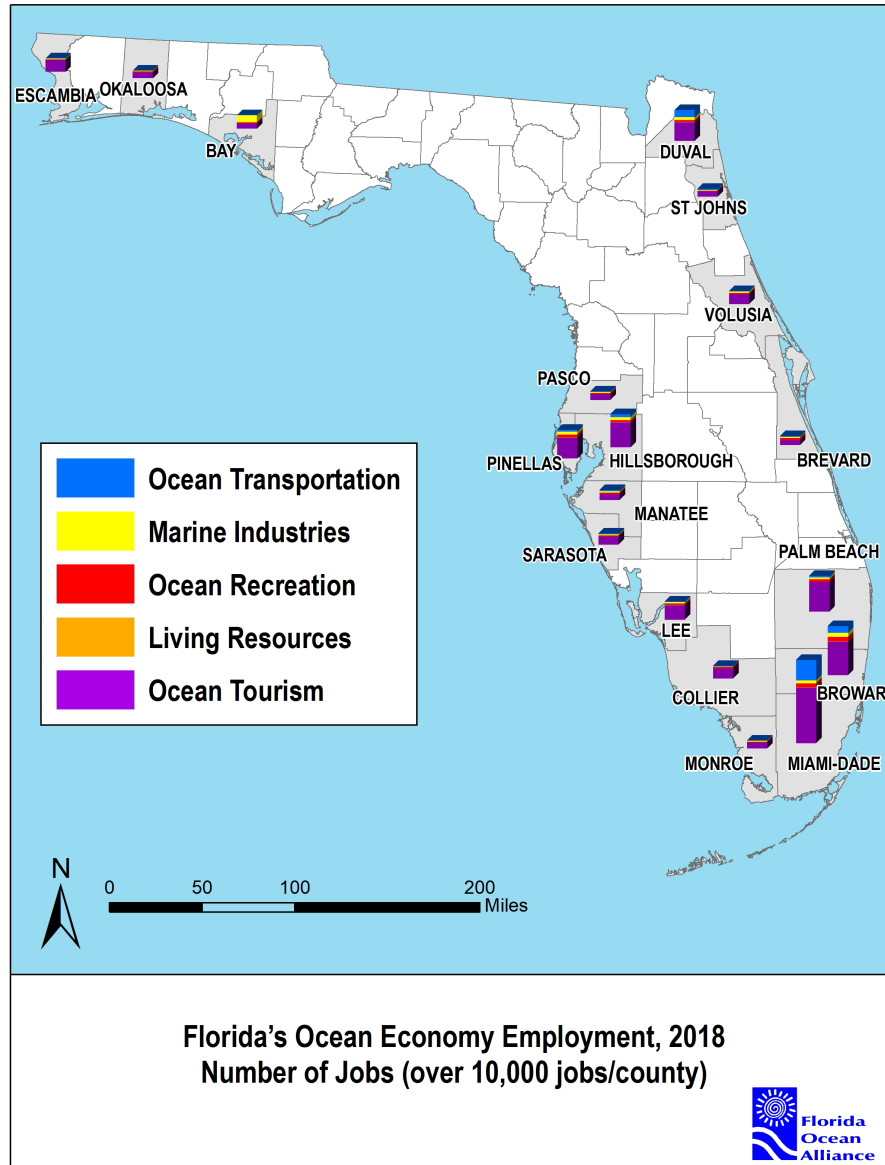 ESCAMBIA
OKALOOSA
BAY
DUVAL
ST JOHNS
VOLUSIA
PASCO
PINELLAS
HILLSBOROUGH
BREVARD
MANATEE
SARASOTA
PALM BEACH
LEE
COLLIER
BROWAR
MONROE
MIAMI-DADE
Ocean Transportation
Marine Industries
Ocean Recreation
Living Resources
Ocean Tourism
N
0 50 100 200
Miles
Florida's Ocean Economy Employment, 2018
Number of Jobs (over 10,000 jobs/county)
Florida
Ocean
Alliance